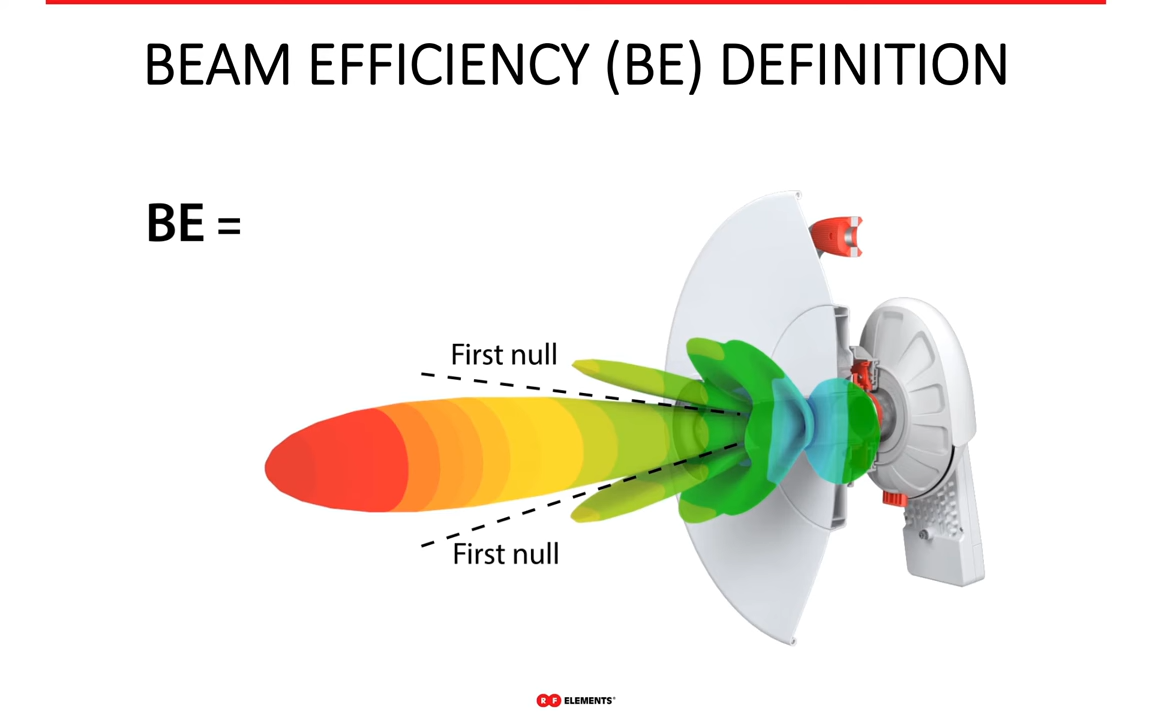 BEAM EFFICIENCY (BE) DEFINITION
BE =
First null
First null
RF ELEMENTS®